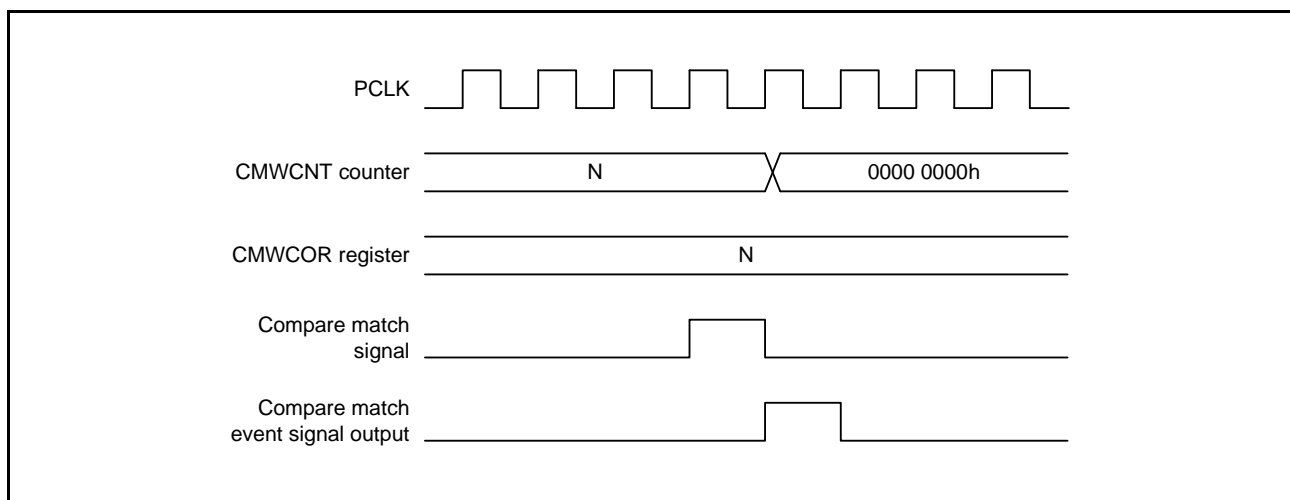 PCLK
CMWCNT counter
N
0000 0000h
CMWCOR register
N
Compare match
signal
Compare match
event signal output